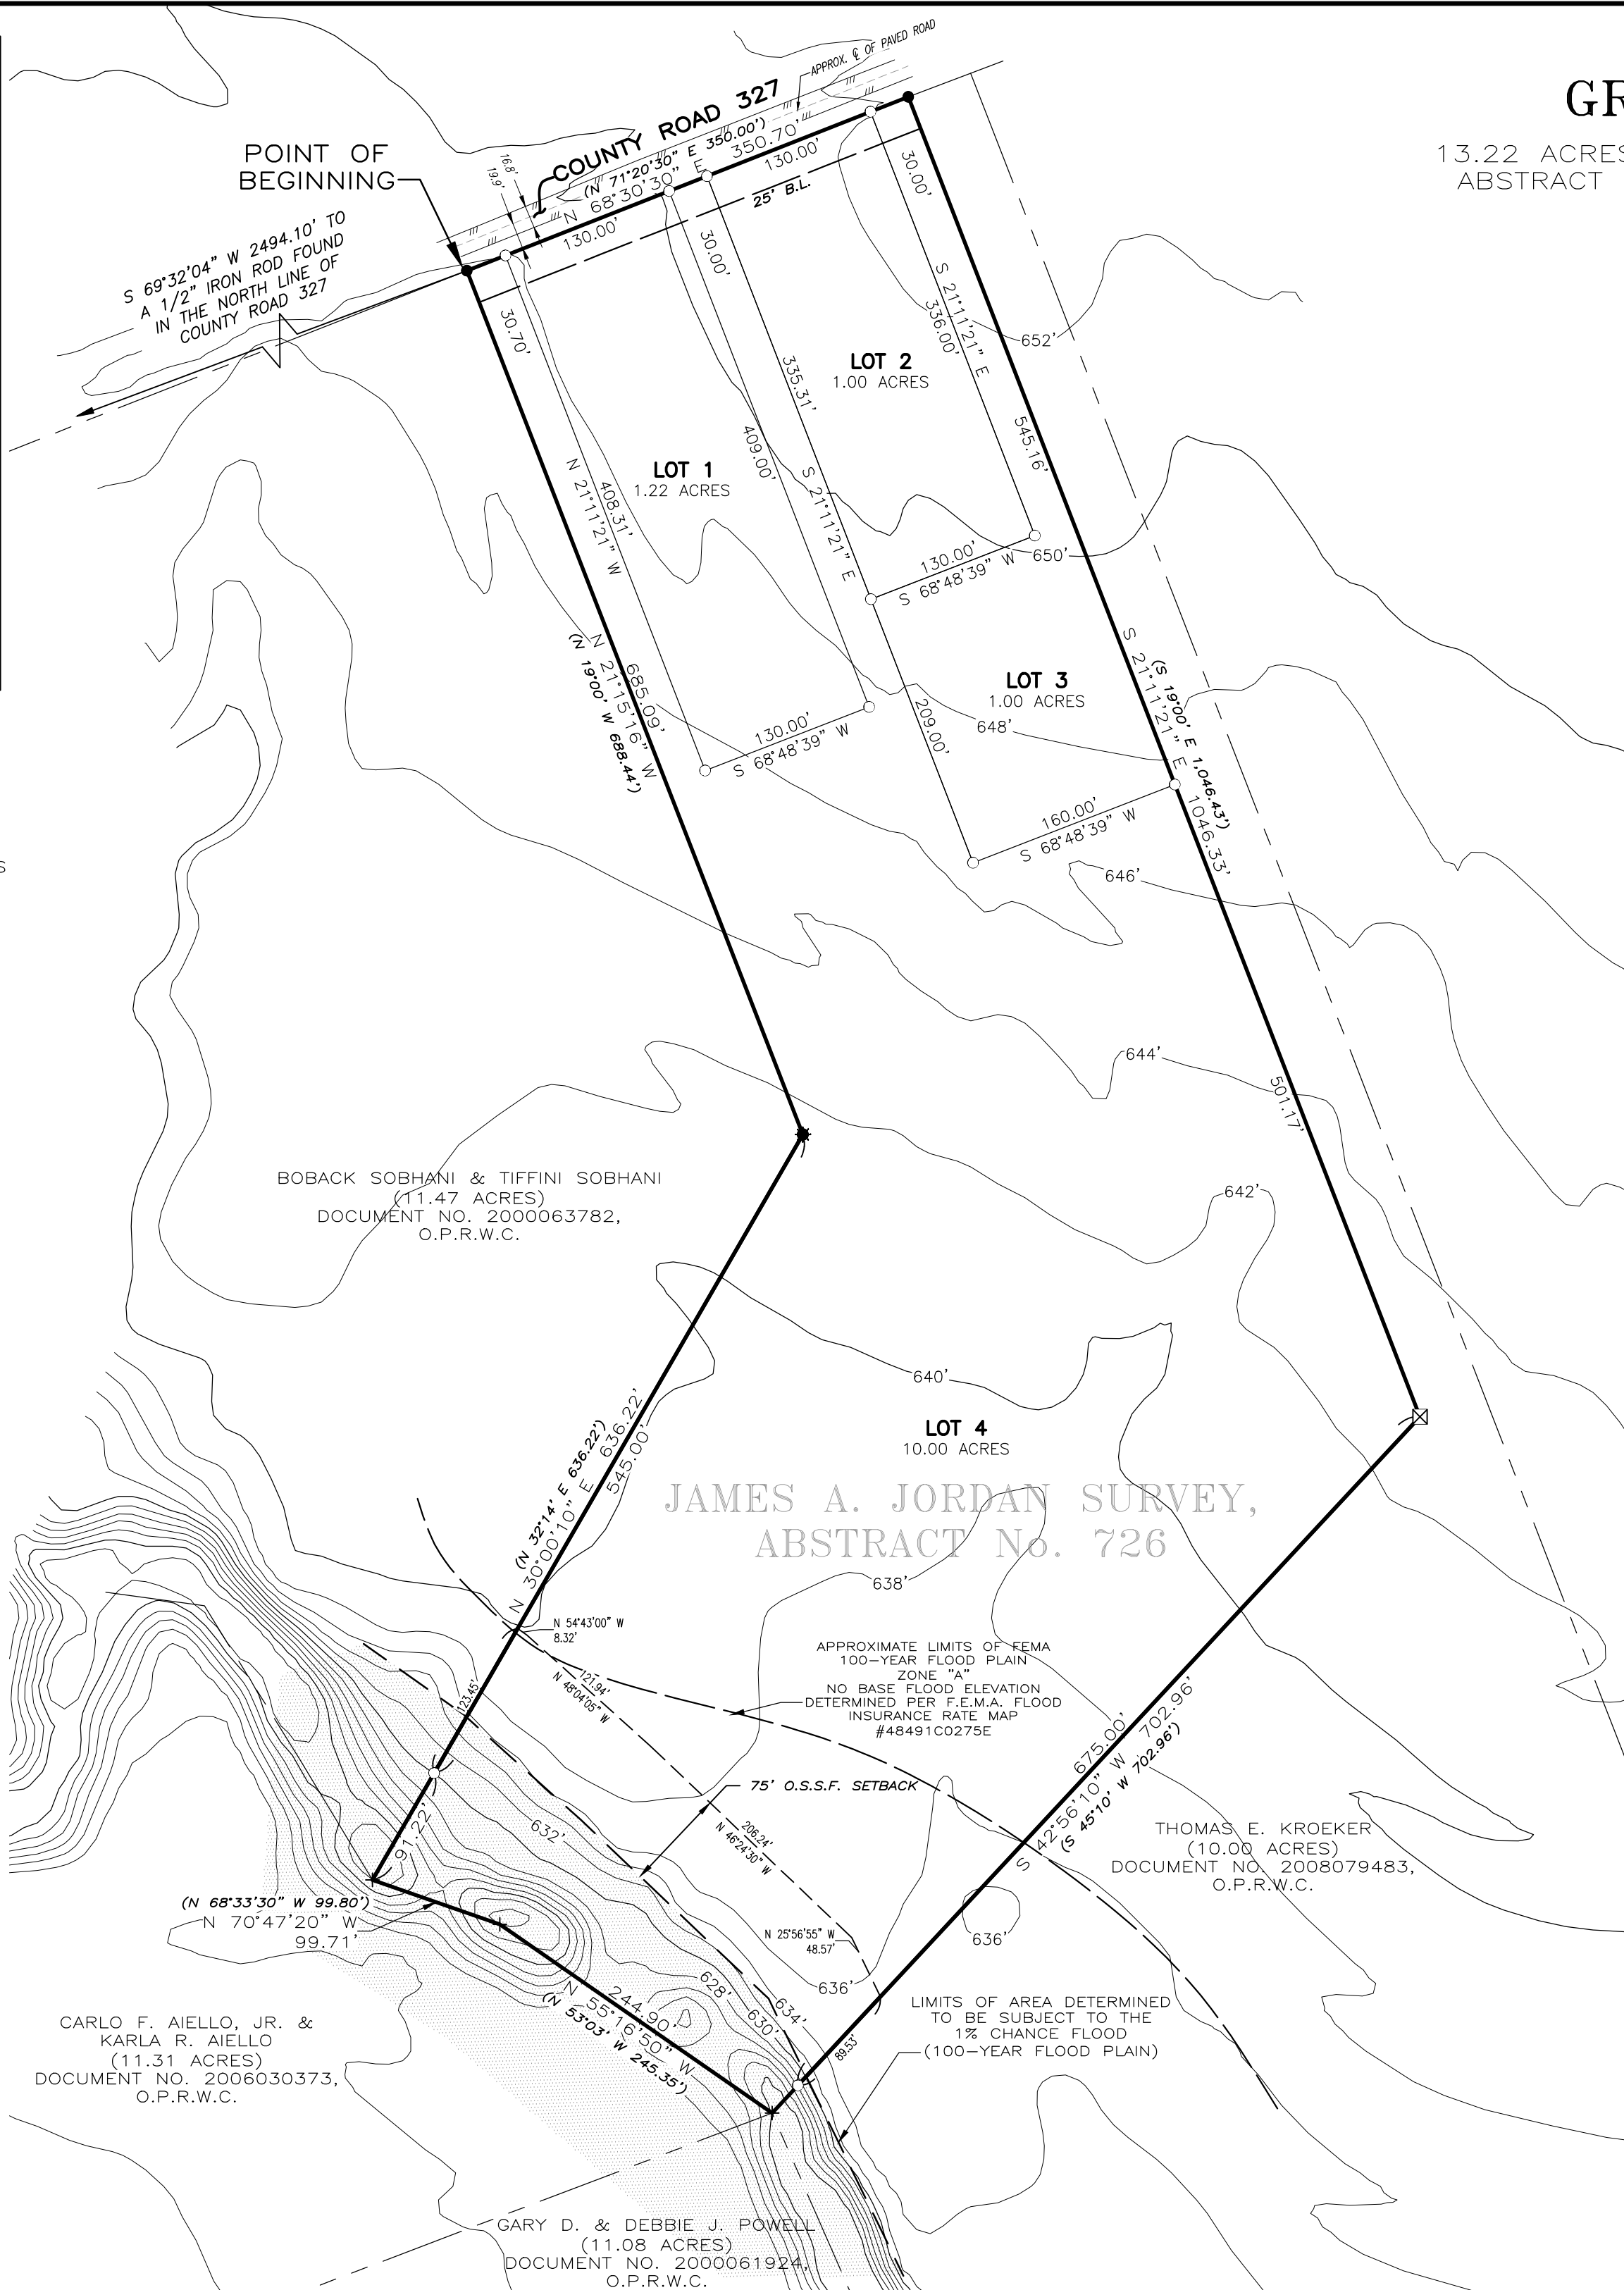 GR
13.22 ACRES
ABSTRACT
APPROX. ℄ OF PAVED ROAD
COUNTY ROAD 327
(N 71°20'30" E 350.00')
N 68°30'30" E 350.70'
130.00'
130.00'
25' B.L.
16.8'
19.9'
POINT OF
BEGINNING
S 69°32'04" W 2494.10' TO
A 1/2" IRON ROD FOUND
IN THE NORTH LINE OF
COUNTY ROAD 327
30.70'
30.00'
30.00'
S 21°11'21" E
336.00'
652'
LOT 2
1.00 ACRES
335.31'
S 21°11'21" E
409.00'
545.16'
LOT 1
1.22 ACRES
408.31'
N 21°11'21" W
130.00'
S 68°48'39" W
650'
685.09'
N 21°15'16" W
(N 19°00' W 688.44')
LOT 3
1.00 ACRES
209.00'
648'
(S 19°00' E 1,046.43')
S 21°11'21" E 1046.33'
130.00'
S 68°48'39" W
160.00'
S 68°48'39" W
646'
S
644'
501.17'
BOBACK SOBHANI & TIFFINI SOBHANI
(11.47 ACRES)
DOCUMENT NO. 2000063782,
O.P.R.W.C.
642'
640'
LOT 4
10.00 ACRES
JAMES A. JORDAN SURVEY,
ABSTRACT No. 726
(N 32°14' E 636.22')
N 30°00'10" E 636.22'
545.00'
638'
N 54°43'00" W
8.32'
121.94'
N 48°04'05" W
123.45'
APPROXIMATE LIMITS OF FEMA
100-YEAR FLOOD PLAIN
ZONE "A"
NO BASE FLOOD ELEVATION
DETERMINED PER F.E.M.A. FLOOD
INSURANCE RATE MAP
#48491C0275E
675.00'
S 42°56'10" W 702.96'
(S 45°10' W 702.96')
75' O.S.S.F. SETBACK
632'
206.24'
N 46°24'30" W
91.22'
THOMAS E. KROEKER
(10.00 ACRES)
DOCUMENT NO. 2008079483,
O.P.R.W.C.
(N 68°33'30" W 99.80')
N 70°47'20" W
99.71'
N 25°56'55" W
48.57'
636'
636'
628'
630'
634'
244.90'
N 55°16'50" W
(N 53°03' W 245.35')
89.53'
LIMITS OF AREA DETERMINED
TO BE SUBJECT TO THE
1% CHANCE FLOOD
(100-YEAR FLOOD PLAIN)
CARLO F. AIELLO, JR. &
KARLA R. AIELLO
(11.31 ACRES)
DOCUMENT NO. 2006030373,
O.P.R.W.C.
GARY D. & DEBBIE J. POWELL
(11.08 ACRES)
DOCUMENT NO. 2000061924,
O.P.R.W.C.